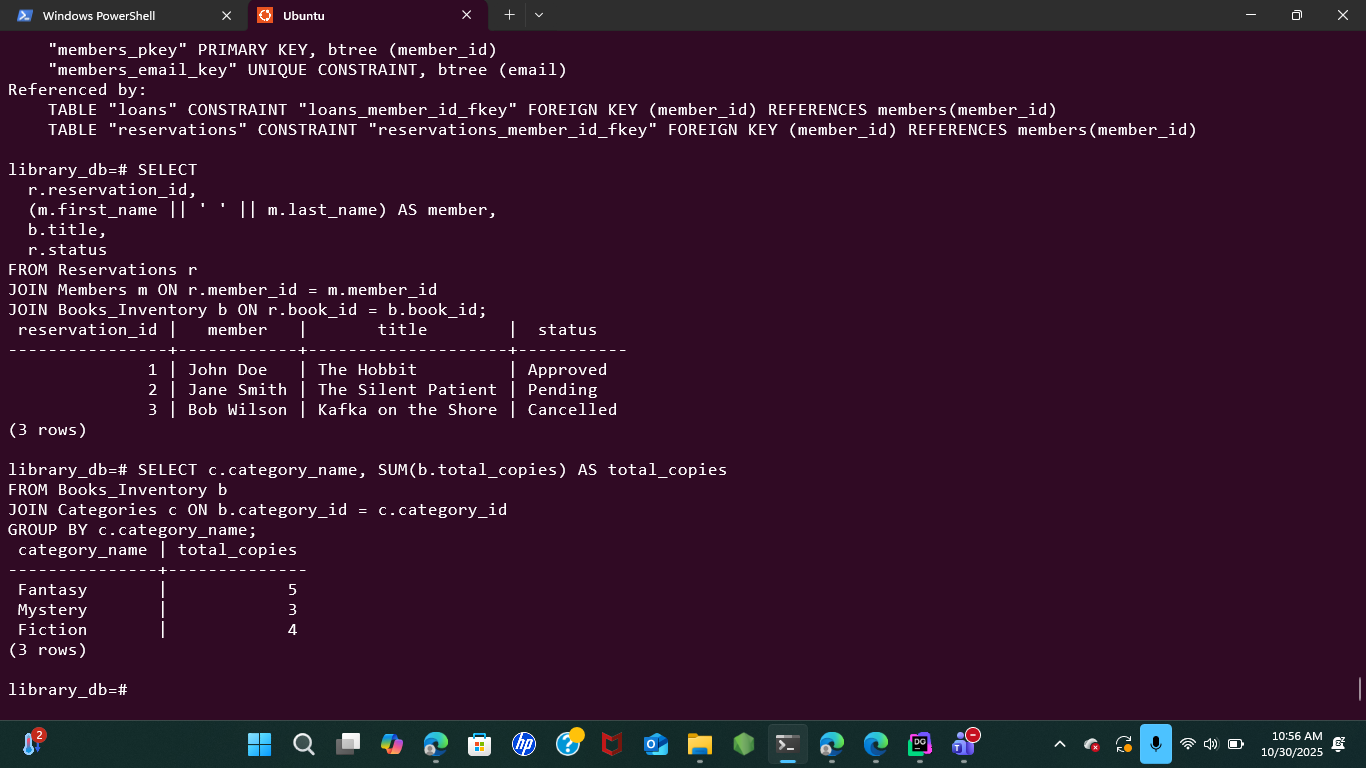 Windows PowerShell
Ubuntu
    "members_pkey" PRIMARY KEY, btree (member_id)
    "members_email_key" UNIQUE CONSTRAINT, btree (email)
Referenced by:
    TABLE "loans" CONSTRAINT "loans_member_id_fkey" FOREIGN KEY (member_id) REFERENCES members(member_id)
    TABLE "reservations" CONSTRAINT "reservations_member_id_fkey" FOREIGN KEY (member_id) REFERENCES members(member_id)
library_db=# SELECT
  r.reservation_id,
  (m.first_name || ' ' || m.last_name) AS member,
  b.title,
  r.status
FROM Reservations r
JOIN Members m ON r.member_id = m.member_id
JOIN Books_Inventory b ON r.book_id = b.book_id;
 reservation_id |   member   |       title        |  status
----------------+------------+--------------------+-----------
              1 | John Doe   | The Hobbit         | Approved
              2 | Jane Smith | The Silent Patient | Pending
              3 | Bob Wilson | Kafka on the Shore | Cancelled
(3 rows)
library_db=# SELECT c.category_name, SUM(b.total_copies) AS total_copies
FROM Books_Inventory b
JOIN Categories c ON b.category_id = c.category_id
GROUP BY c.category_name;
 category_name | total_copies
---------------+--------------
 Fantasy       |            5
 Mystery       |            3
 Fiction       |            4
(3 rows)
library_db=#
2
hp
DG
10:56 AM
10/30/2025